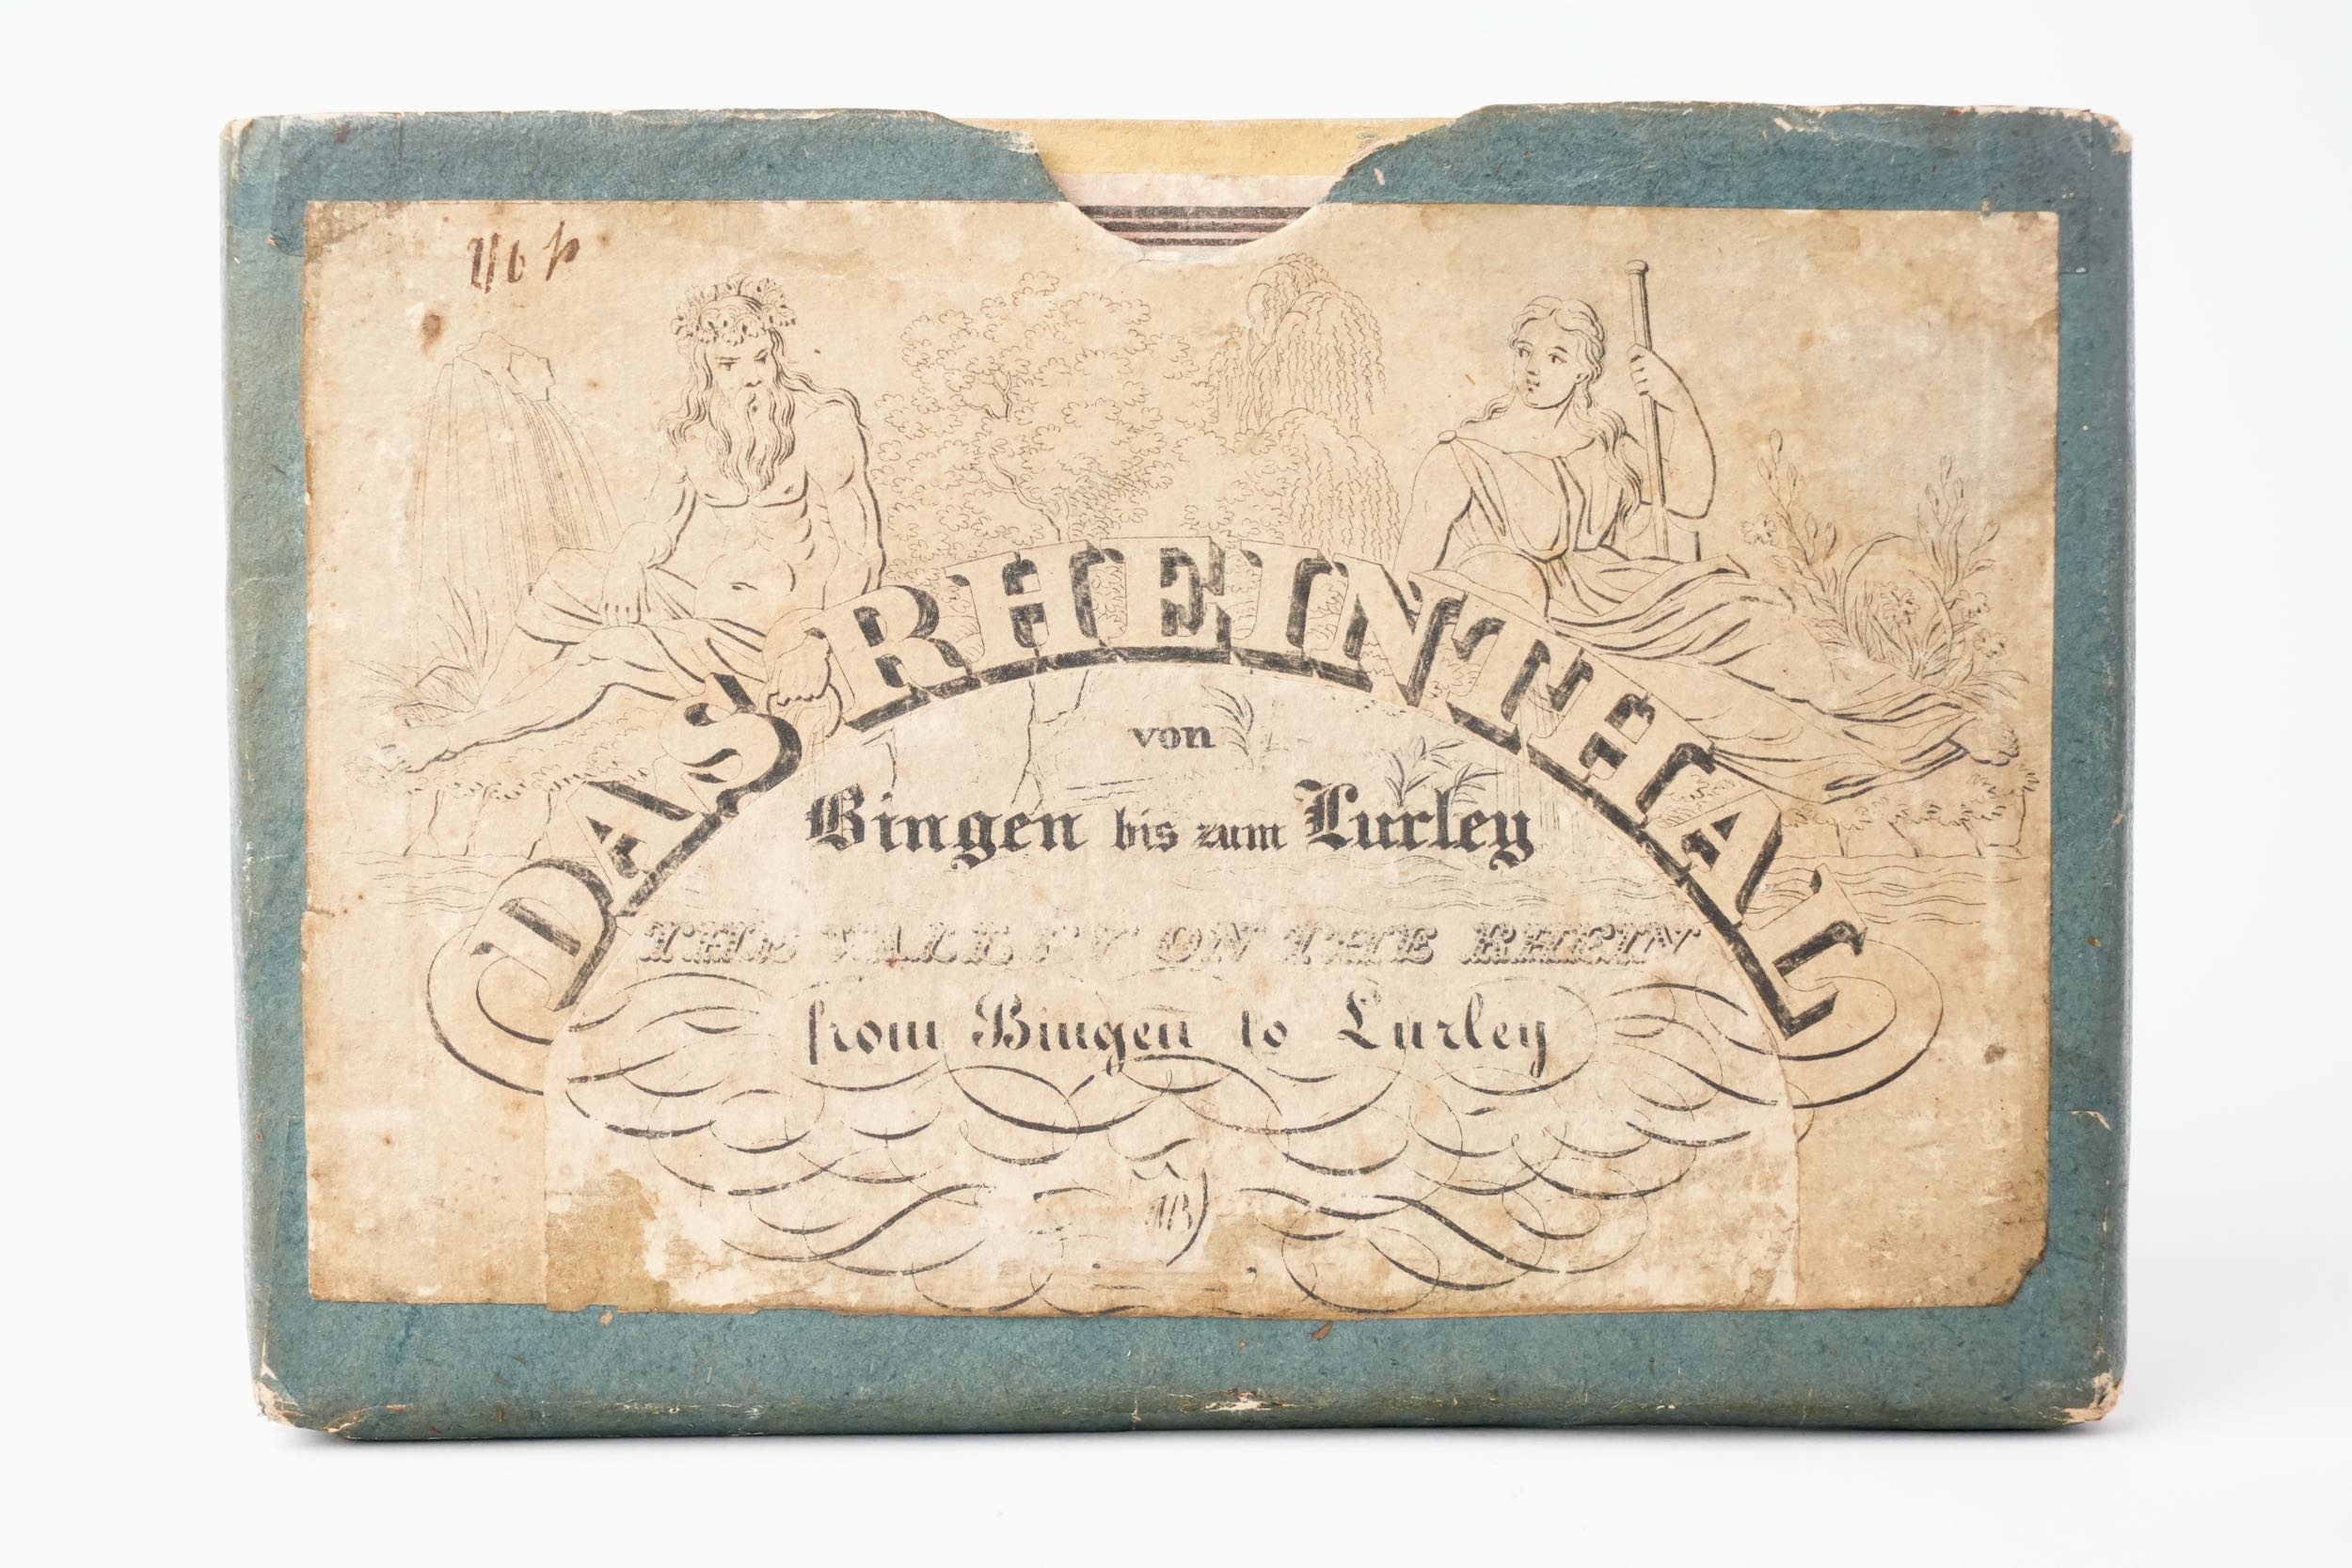 DAS RHEINTHAL
von
Bingen bis zum Lurley
THE VALLEY ON THE RHEIN
from Bingen to Lurley